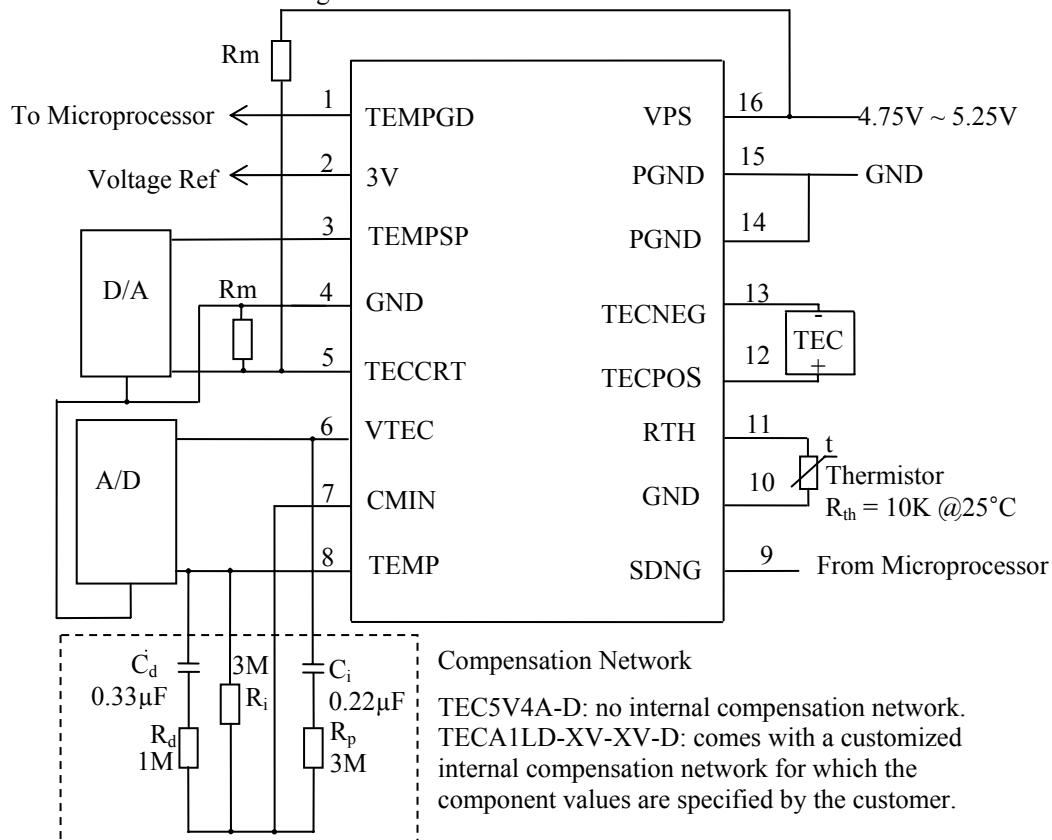 Rm
To Microprocessor
1
TEMPGD
VPS
16
4.75V ~ 5.25V
Voltage Ref
2
3V
PGND
15
GND
3
TEMPSP
PGND
14
D/A
Rm
4
GND
TECNEG
13
-
TEC
+
5
TECCRT
TECPOS
12
6
VTEC
RTH
11
t
A/D
7
CMIN
GND
10
Thermistor
Rth = 10K @25°C
8
TEMP
SDNG
9
From Microprocessor
Cd
0.33µF
3M
Ri
Ci
0.22µF
Rd
1M
Rp
3M
Compensation Network
TEC5V4A-D: no internal compensation network.
TECA1LD-XV-XV-D: comes with a customized
internal compensation network for which the
component values are specified by the customer.